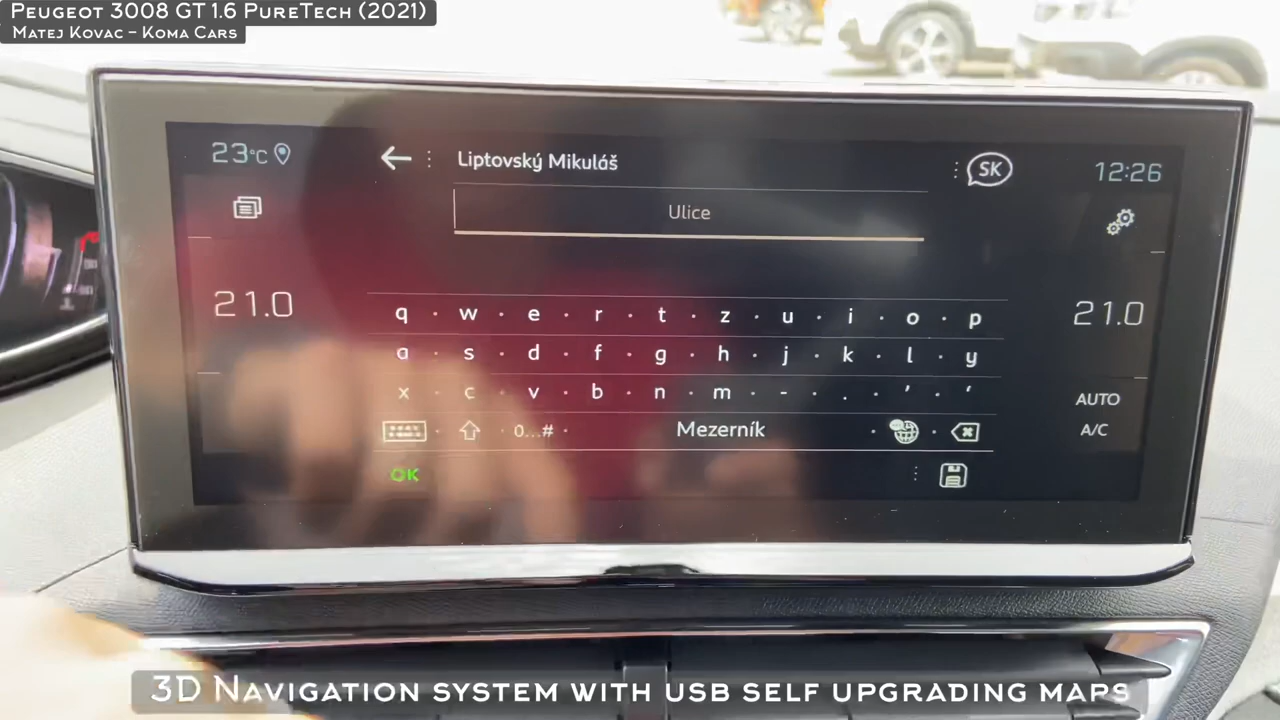 Peugeot 3008 GT 1.6 PureTech (2021)
Matej Kovac – Koma Cars
23°C
Liptovský Mikuláš
SK
12:26
Ulice
21.0
21.0
q w e r t z u i o p
a s d f g h j k l y
x c v b n m - . ' ‘
AUTO
0...# Mezerník
A/C
OK
3D Navigation system with usb self upgrading maps